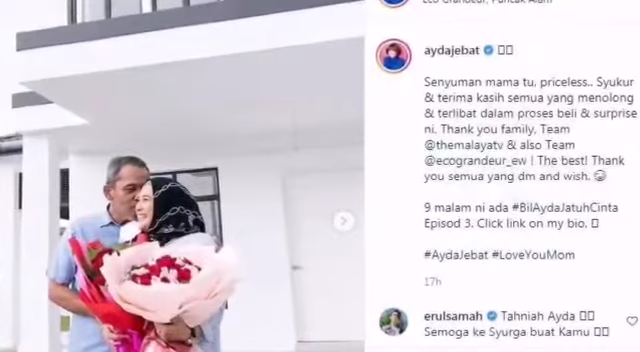 Eco Grandeur, Puncak Alam
aydajebat
Senyuman mama tu, priceless.. Syukur
& terima kasih semua yang menolong
& terlibat dalam proses beli & surprise
ni. Thank you family, Team
@themalayatv & also Team
@ecograndeur_ew ! The best! Thank
you semua yang dm and wish.
9 malam ni ada #BilAydaJatuhCinta
Episod 3. Click link on my bio.
#AydaJebat #LoveYouMom
17h
erulsamah Tahniah Ayda
Semoga ke Syurga buat Kamu